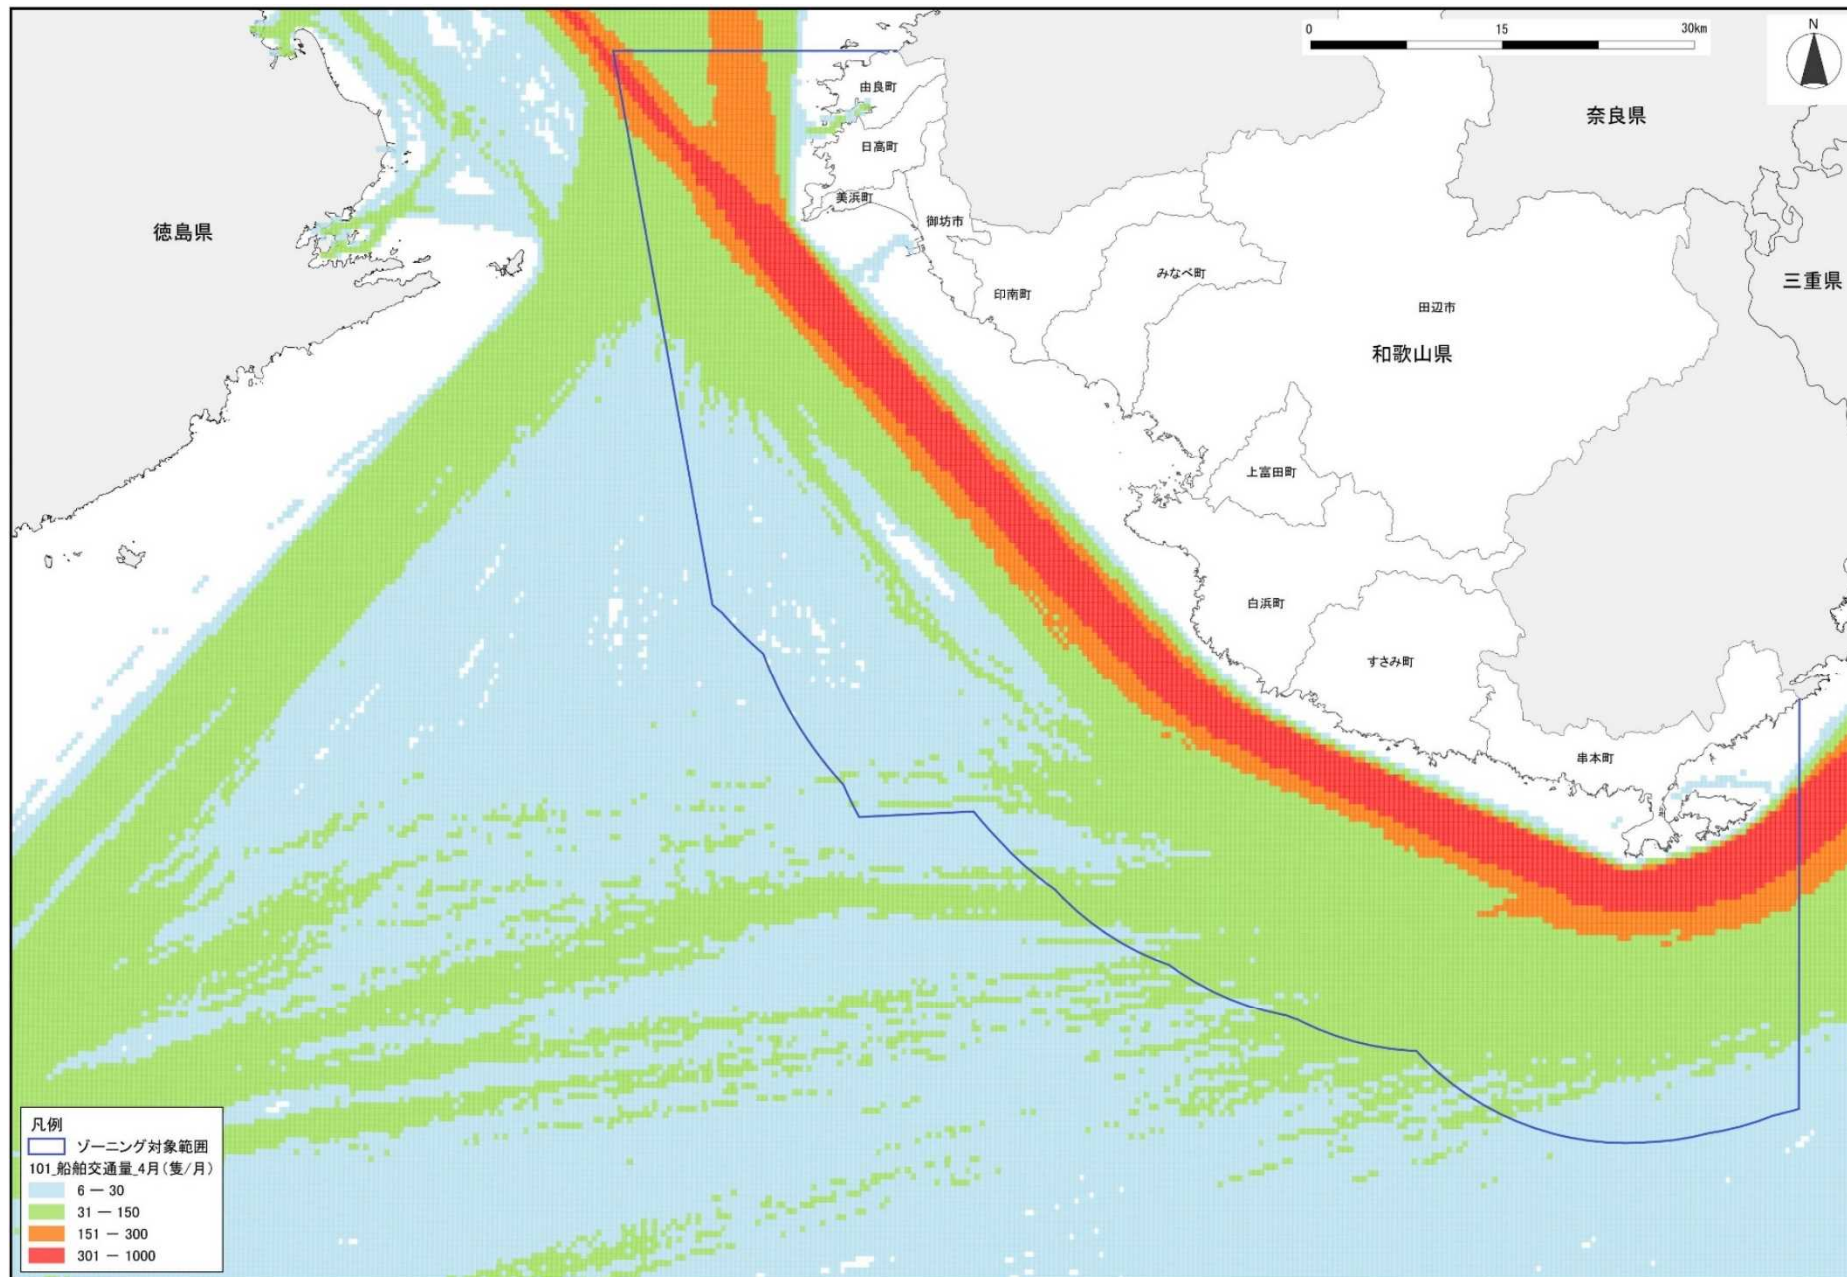 0 15 30km
N
由良町
奈良県
日高町
美浜町
御坊市
徳島県
みなべ町
三重県
印南町
田辺市
和歌山県
上富田町
白浜町
すさみ町
串本町
凡例
ゾーニング対象範囲
101_船舶交通量_4月(隻/月)
6 － 30
31 － 150
151 － 300
301 － 1000